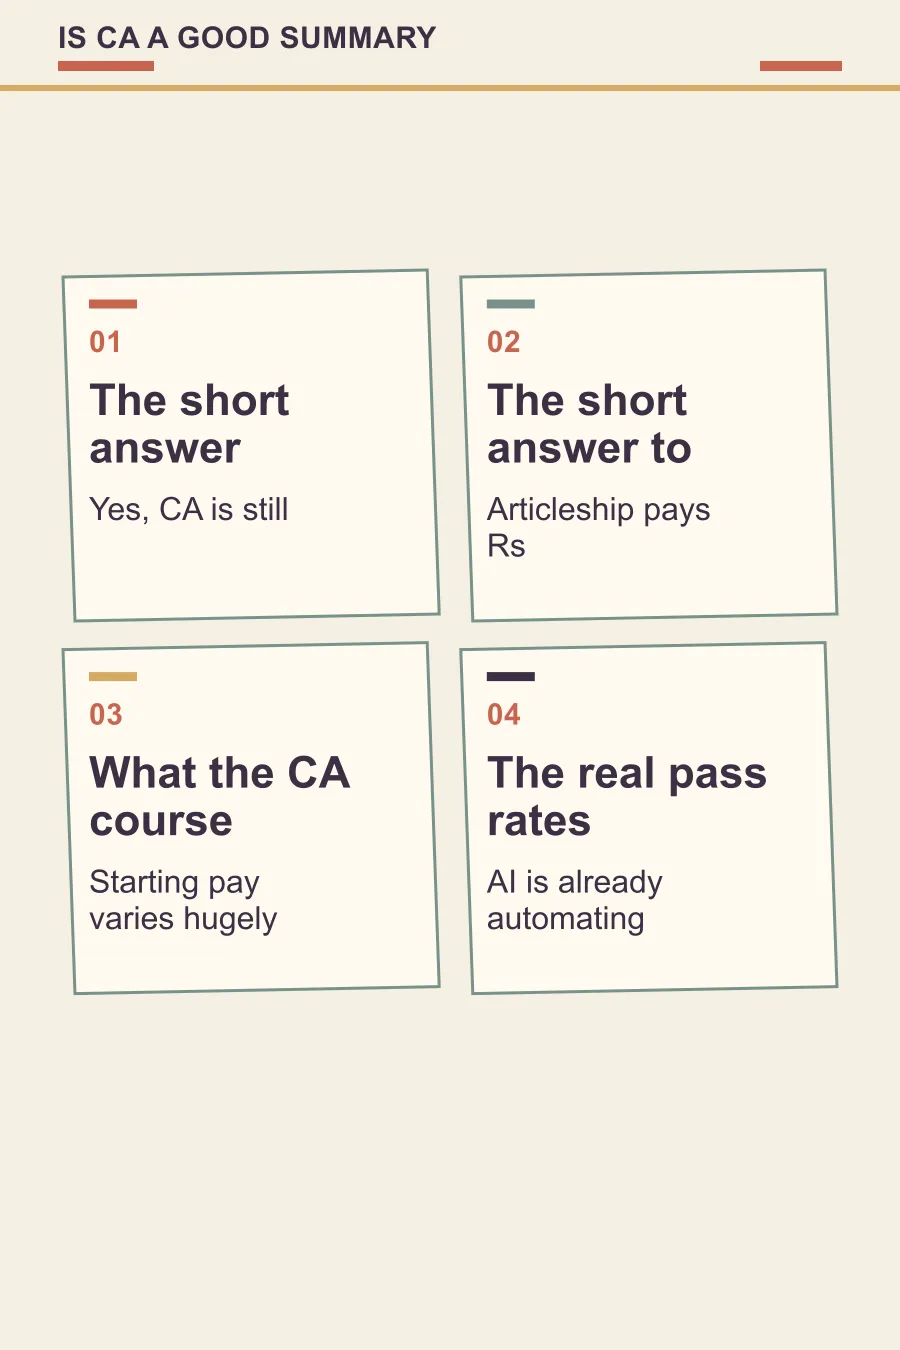 IS CA A GOOD SUMMARY
01
The short
answer
Yes, CA is still
02
The short
answer to
Articleship pays
Rs
03
What the CA
course
Starting pay
varies hugely
04
The real pass
rates
AI is already
automating